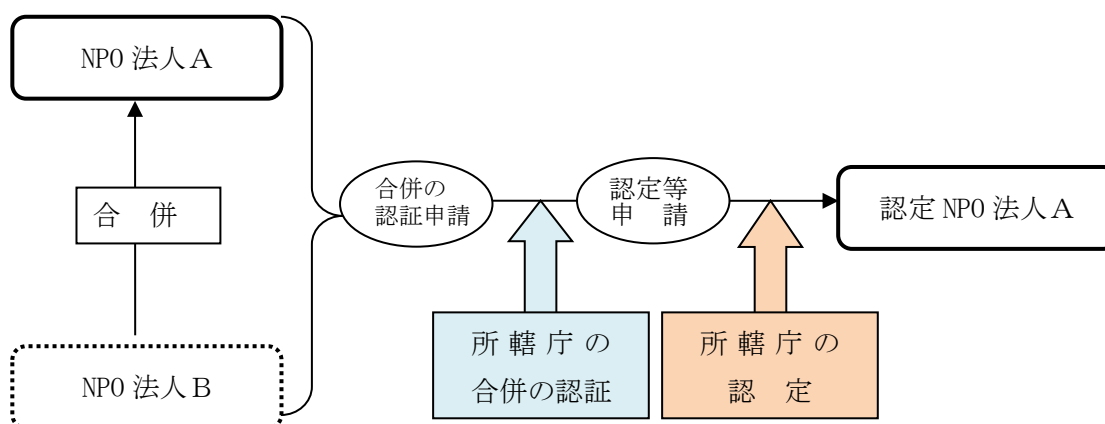 NPO 法人A
合 併
NPO 法人B
合併の
認証申請
認定等
申 請
認定 NPO 法人A
所 轄 庁 の
合併の認証
所 轄 庁 の
認 定